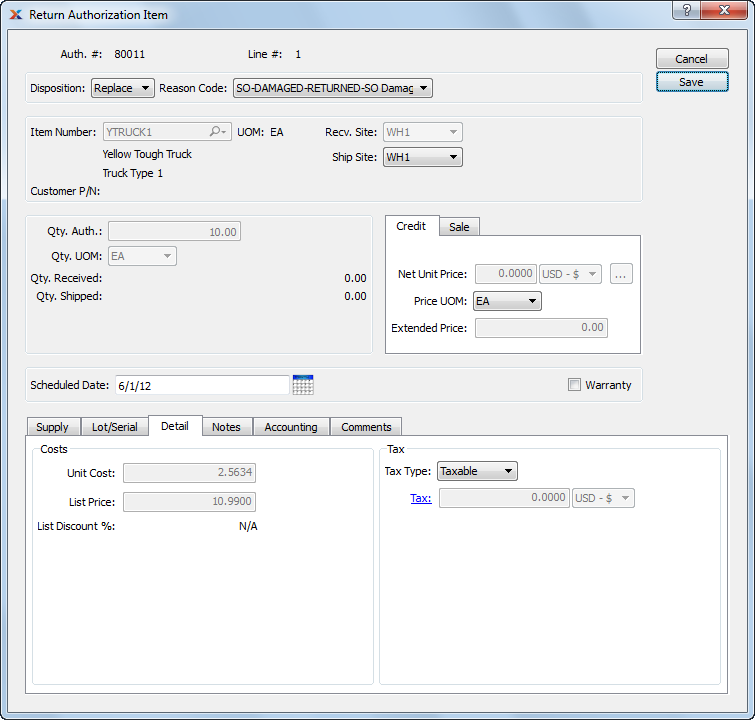 Return Authorization Item
?
Auth. #: 80011 Line #: 1
Cancel
Save
Disposition: Replace Reason Code: SO-DAMAGED-RETURNED-SO Damag
Item Number: YTRUCK1 UOM: EA Recv. Site: WH1
Yellow Tough Truck Ship Site: WH1
Truck Type 1
Customer P/N:
Qty. Auth.: 10.00
Qty. UOM: EA
Qty. Received: 0.00
Qty. Shipped: 0.00
Credit Sale
Net Unit Price: 0.0000 USD - $ ...
Price UOM: EA
Extended Price: 0.00
Scheduled Date: 6/1/12 Warranty
Supply Lot/Serial Detail Notes Accounting Comments
Costs
Unit Cost: 2.5634
List Price: 10.9900
List Discount %: N/A
Tax
Tax Type: Taxable
Tax: 0.0000 USD - $